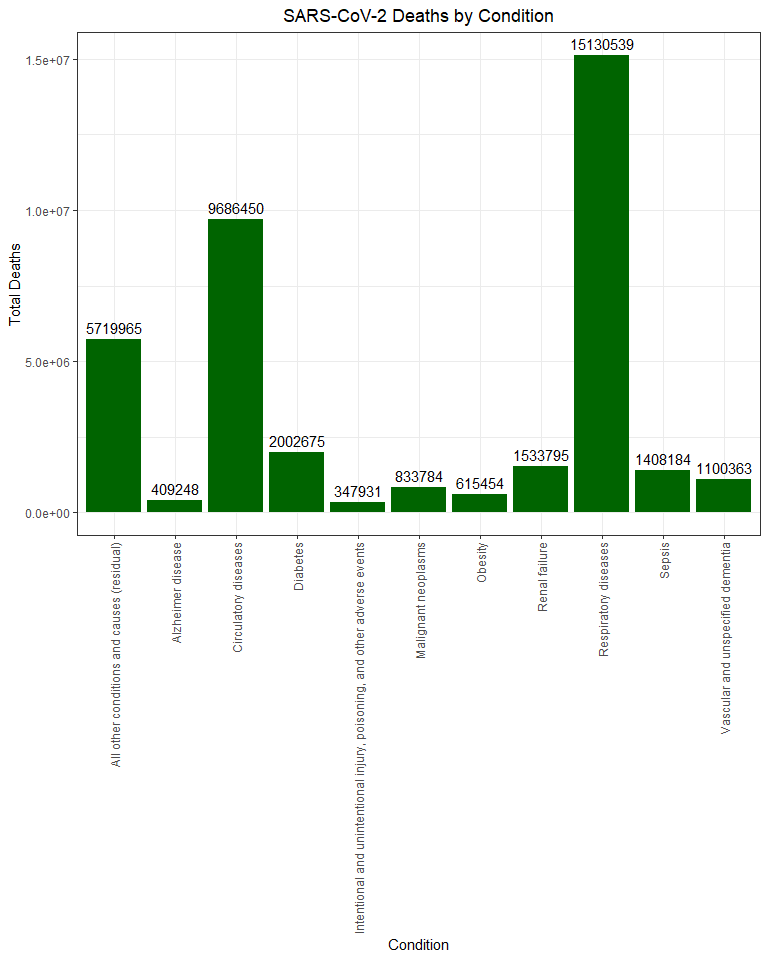 SARS-CoV-2 Deaths by Condition
Total Deaths
1.5e+07
1.0e+07
5.0e+06
0.0e+00
5719965
409248
9686450
2002675
347931
833784
615454
1533795
15130539
1408184
1100363
All other conditions and causes (residual)
Alzheimer disease
Circulatory diseases
Diabetes
Intentional and unintentional injury, poisoning, and other adverse events
Malignant neoplasms
Obesity
Renal failure
Respiratory diseases
Sepsis
Vascular and unspecified dementia
Condition